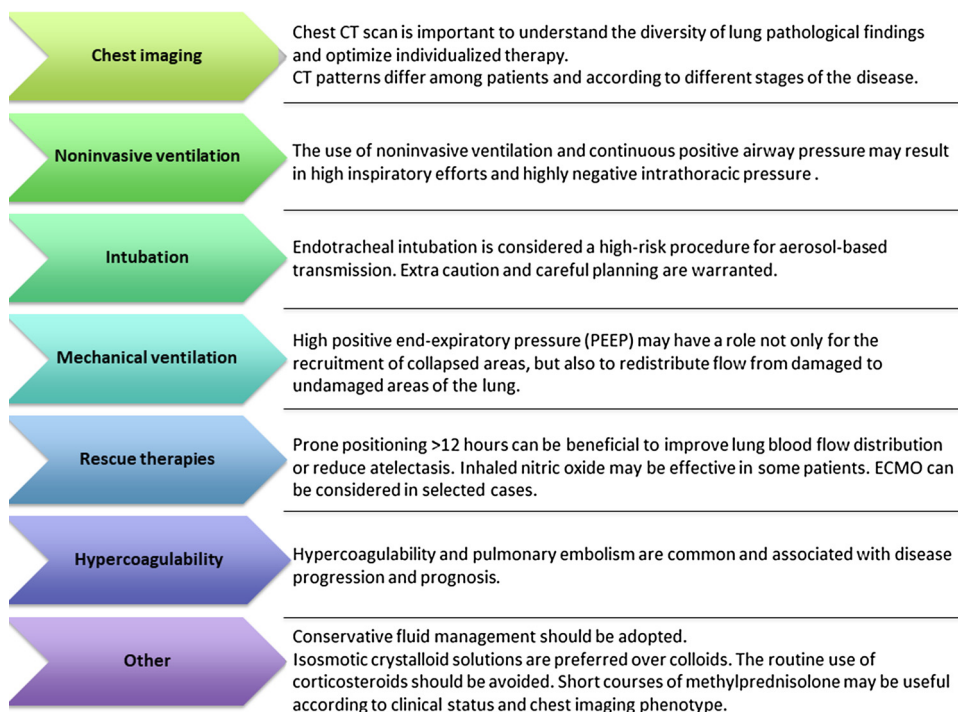 Chest imaging
Chest CT scan is important to understand the diversity of lung pathological findings
and optimize individualized therapy.
CT patterns differ among patients and according to different stages of the disease.
Noninvasive ventilation
The use of noninvasive ventilation and continuous positive airway pressure may result
in high inspiratory efforts and highly negative intrathoracic pressure .
Intubation
Endotracheal intubation is considered a high-risk procedure for aerosol-based
transmission. Extra caution and careful planning are warranted.
Mechanical ventilation
High positive end-expiratory pressure (PEEP) may have a role not only for the
recruitment of collapsed areas, but also to redistribute flow from damaged to
undamaged areas of the lung.
Rescue therapies
Prone positioning >12 hours can be beneficial to improve lung blood flow distribution
or reduce atelectasis. Inhaled nitric oxide may be effective in some patients. ECMO can
be considered in selected cases.
Hypercoagulability
Hypercoagulability and pulmonary embolism are common and associated with disease
progression and prognosis.
Other
Conservative fluid management should be adopted.
Isosmotic crystalloid solutions are preferred over colloids. The routine use of
corticosteroids should be avoided. Short courses of methylprednisolone may be useful
according to clinical status and chest imaging phenotype.